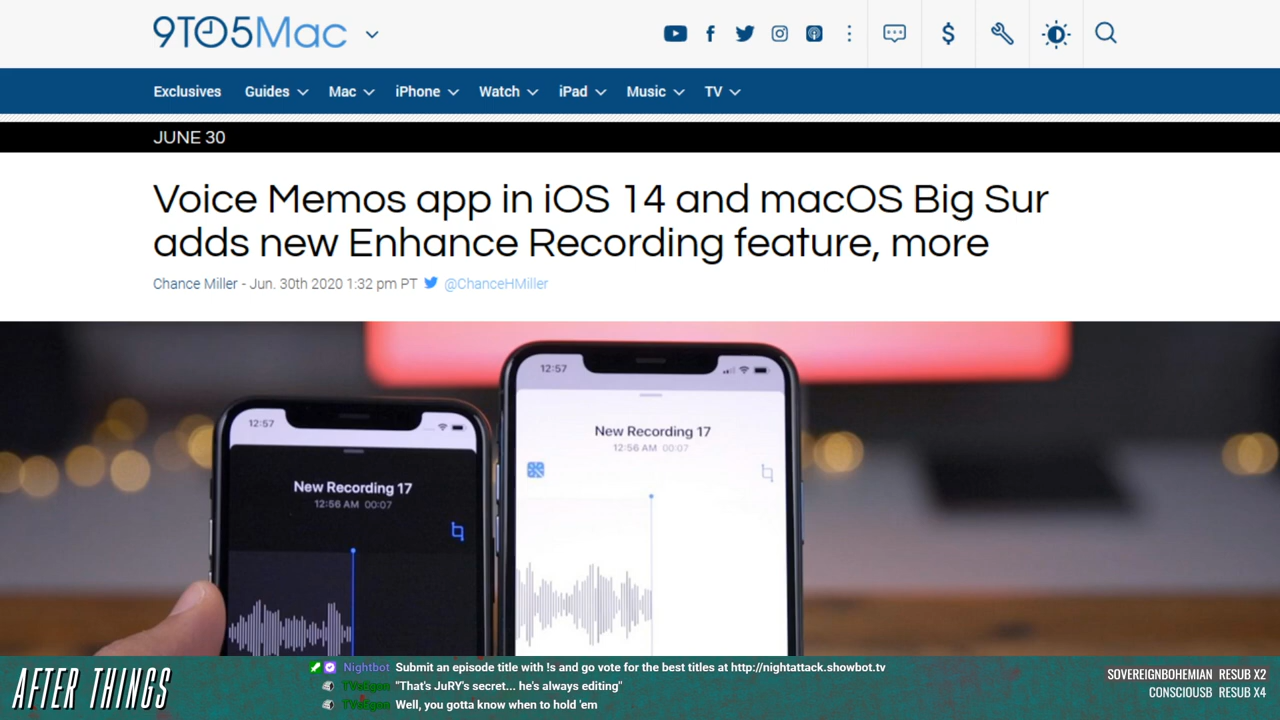 9TO5Mac
Exclusives Guides Mac iPhone Watch iPad Music TV
JUNE 30
Voice Memos app in iOS 14 and macOS Big Sur
adds new Enhance Recording feature, more
Chance Miller - Jun. 30th 2020 1:32 pm PT @ChanceHMiller
12:57
New Recording 17
12:56 AM 00:07
12:57
New Recording 17
12:56 AM 00:07
AFTER THINGS
Nightbot Submit an episode title with !s and go vote for the best titles at http://nightattack.showbot.tv
TVsEgon "That's JuRY's secret... he's always editing"
TVsEgon Well, you gotta know when to hold 'em
SOVEREIGNBOHEMIAN RESUB X2
CONSCIOUSB RESUB X4